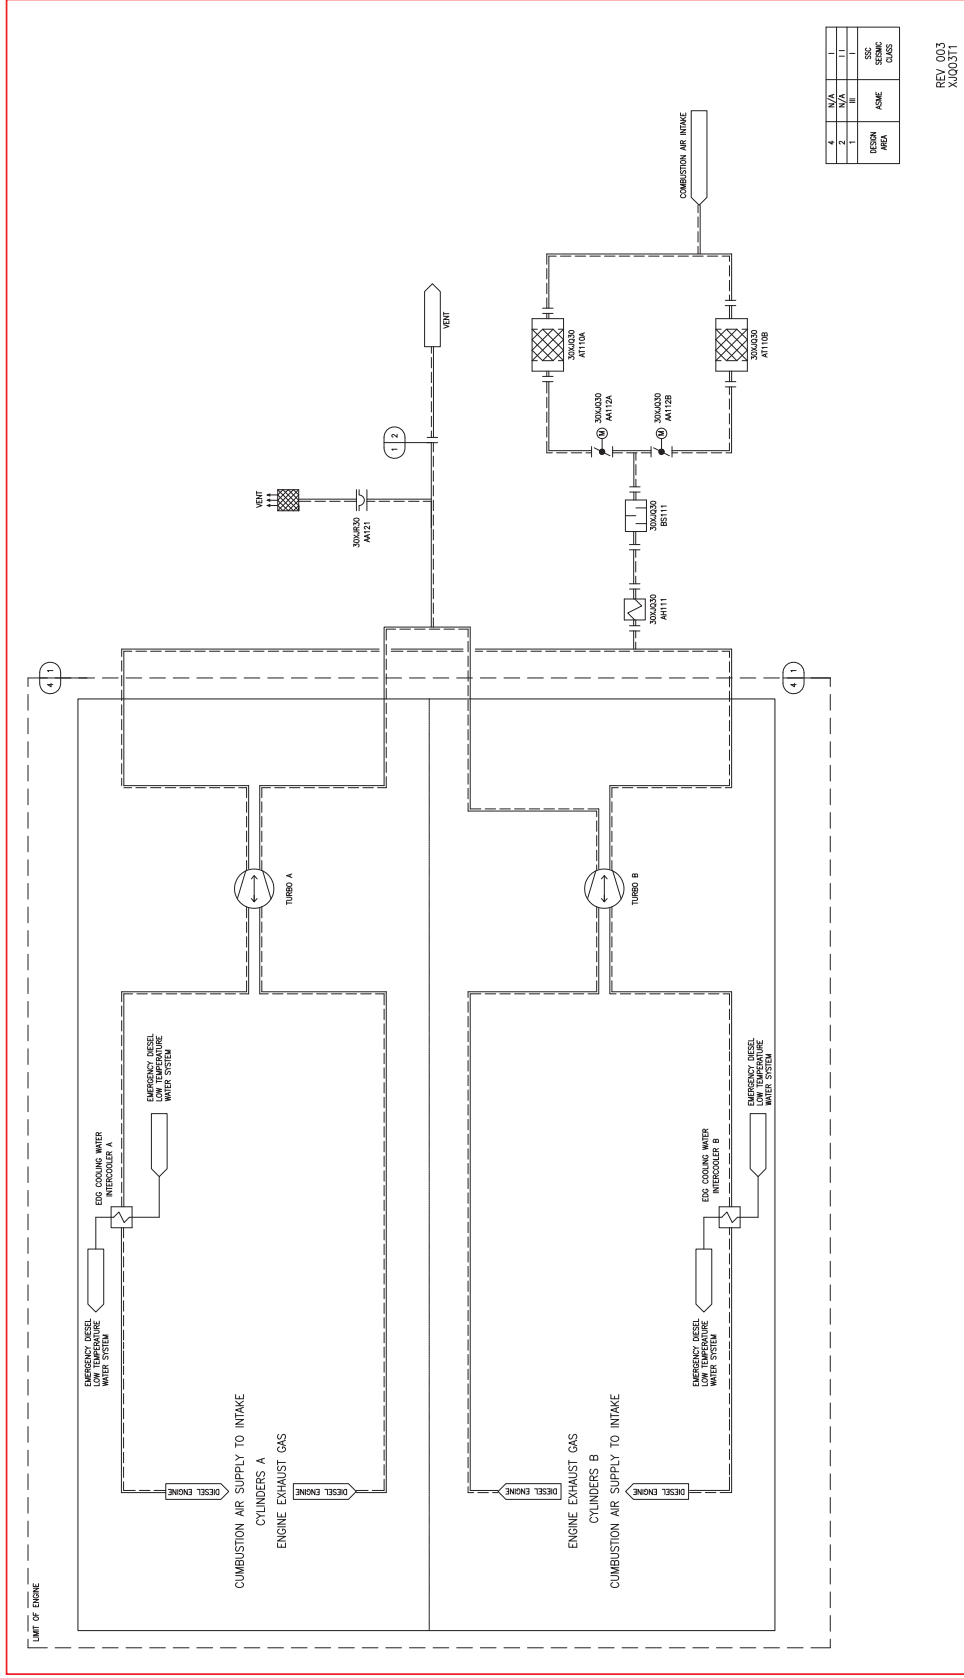 LIMIT OF ENGINE
4 1
EMERGENCY DIESEL
LOW TEMPERATURE
WATER SYSTEM
EDG COOLING WATER
INTERCOOLER A
EMERGENCY DIESEL
LOW TEMPERATURE
WATER SYSTEM
DIESEL ENGINE
CUMBUSTION AIR SUPPLY TO INTAKE
CYLINDERS A
ENGINE EXHAUST GAS
DIESEL ENGINE
TURBO A
VENT
30XJR30
AA121
1 2
VENT
ENGINE EXHAUST GAS
CYLINDERS B
CUMBUSTION AIR SUPPLY TO INTAKE
DIESEL ENGINE
DIESEL ENGINE
TURBO B
30XJQ30
AT110A
30XJQ30
AA112A
M
30XJQ30
AA112B
M
30XJQ30
BS111
30XJQ30
AH111
COMBUSTION AIR INTAKE
30XJQ30
AT110B
EMERGENCY DIESEL
LOW TEMPERATURE
WATER SYSTEM
EDG COOLING WATER
INTERCOOLER B
EMERGENCY DIESEL
LOW TEMPERATURE
WATER SYSTEM
4 1
4 N/A I
2 N/A II
1 III I
DESIGN AREA ASME SSC SEISMIC CLASS
REV 003
XJQ03T1